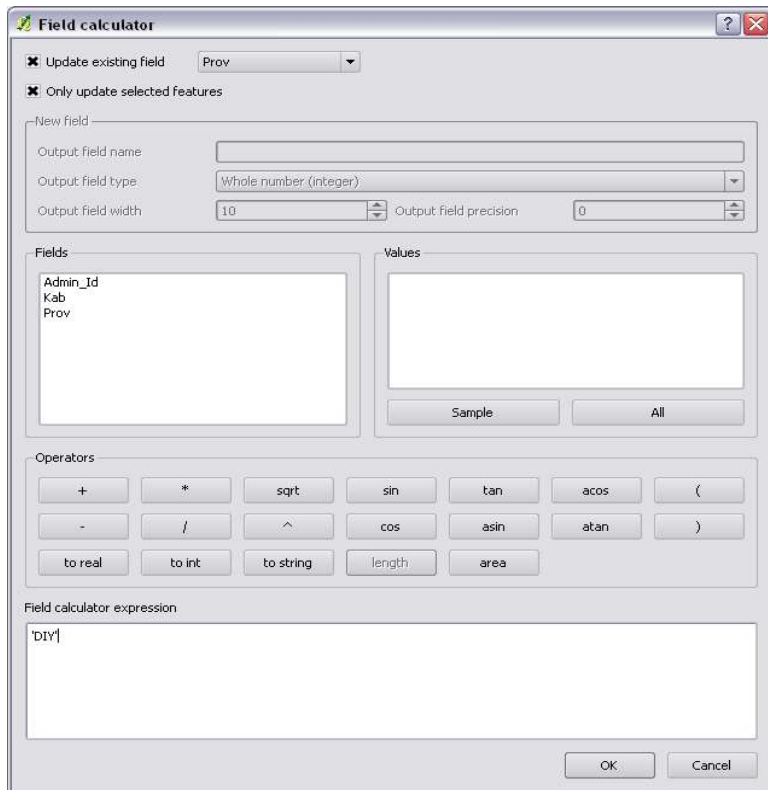 Field calculator
Update existing field Prov
Only update selected features
New field
Output field name
Output field type Whole number (integer)
Output field width 10 Output field precision 0
Fields
Admin_Id
Kab
Prov
Values
Sample All
Operators
+ * sqrt sin tan acos (
- / ^ cos asin atan )
to real to int to string length area
Field calculator expression
'DIY'
OK Cancel